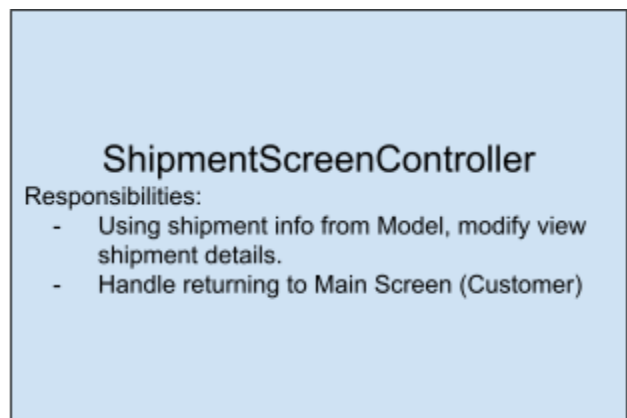 ShipmentScreenController
Responsibilities:
- Using shipment info from Model, modify view
shipment details.
- Handle returning to Main Screen (Customer)